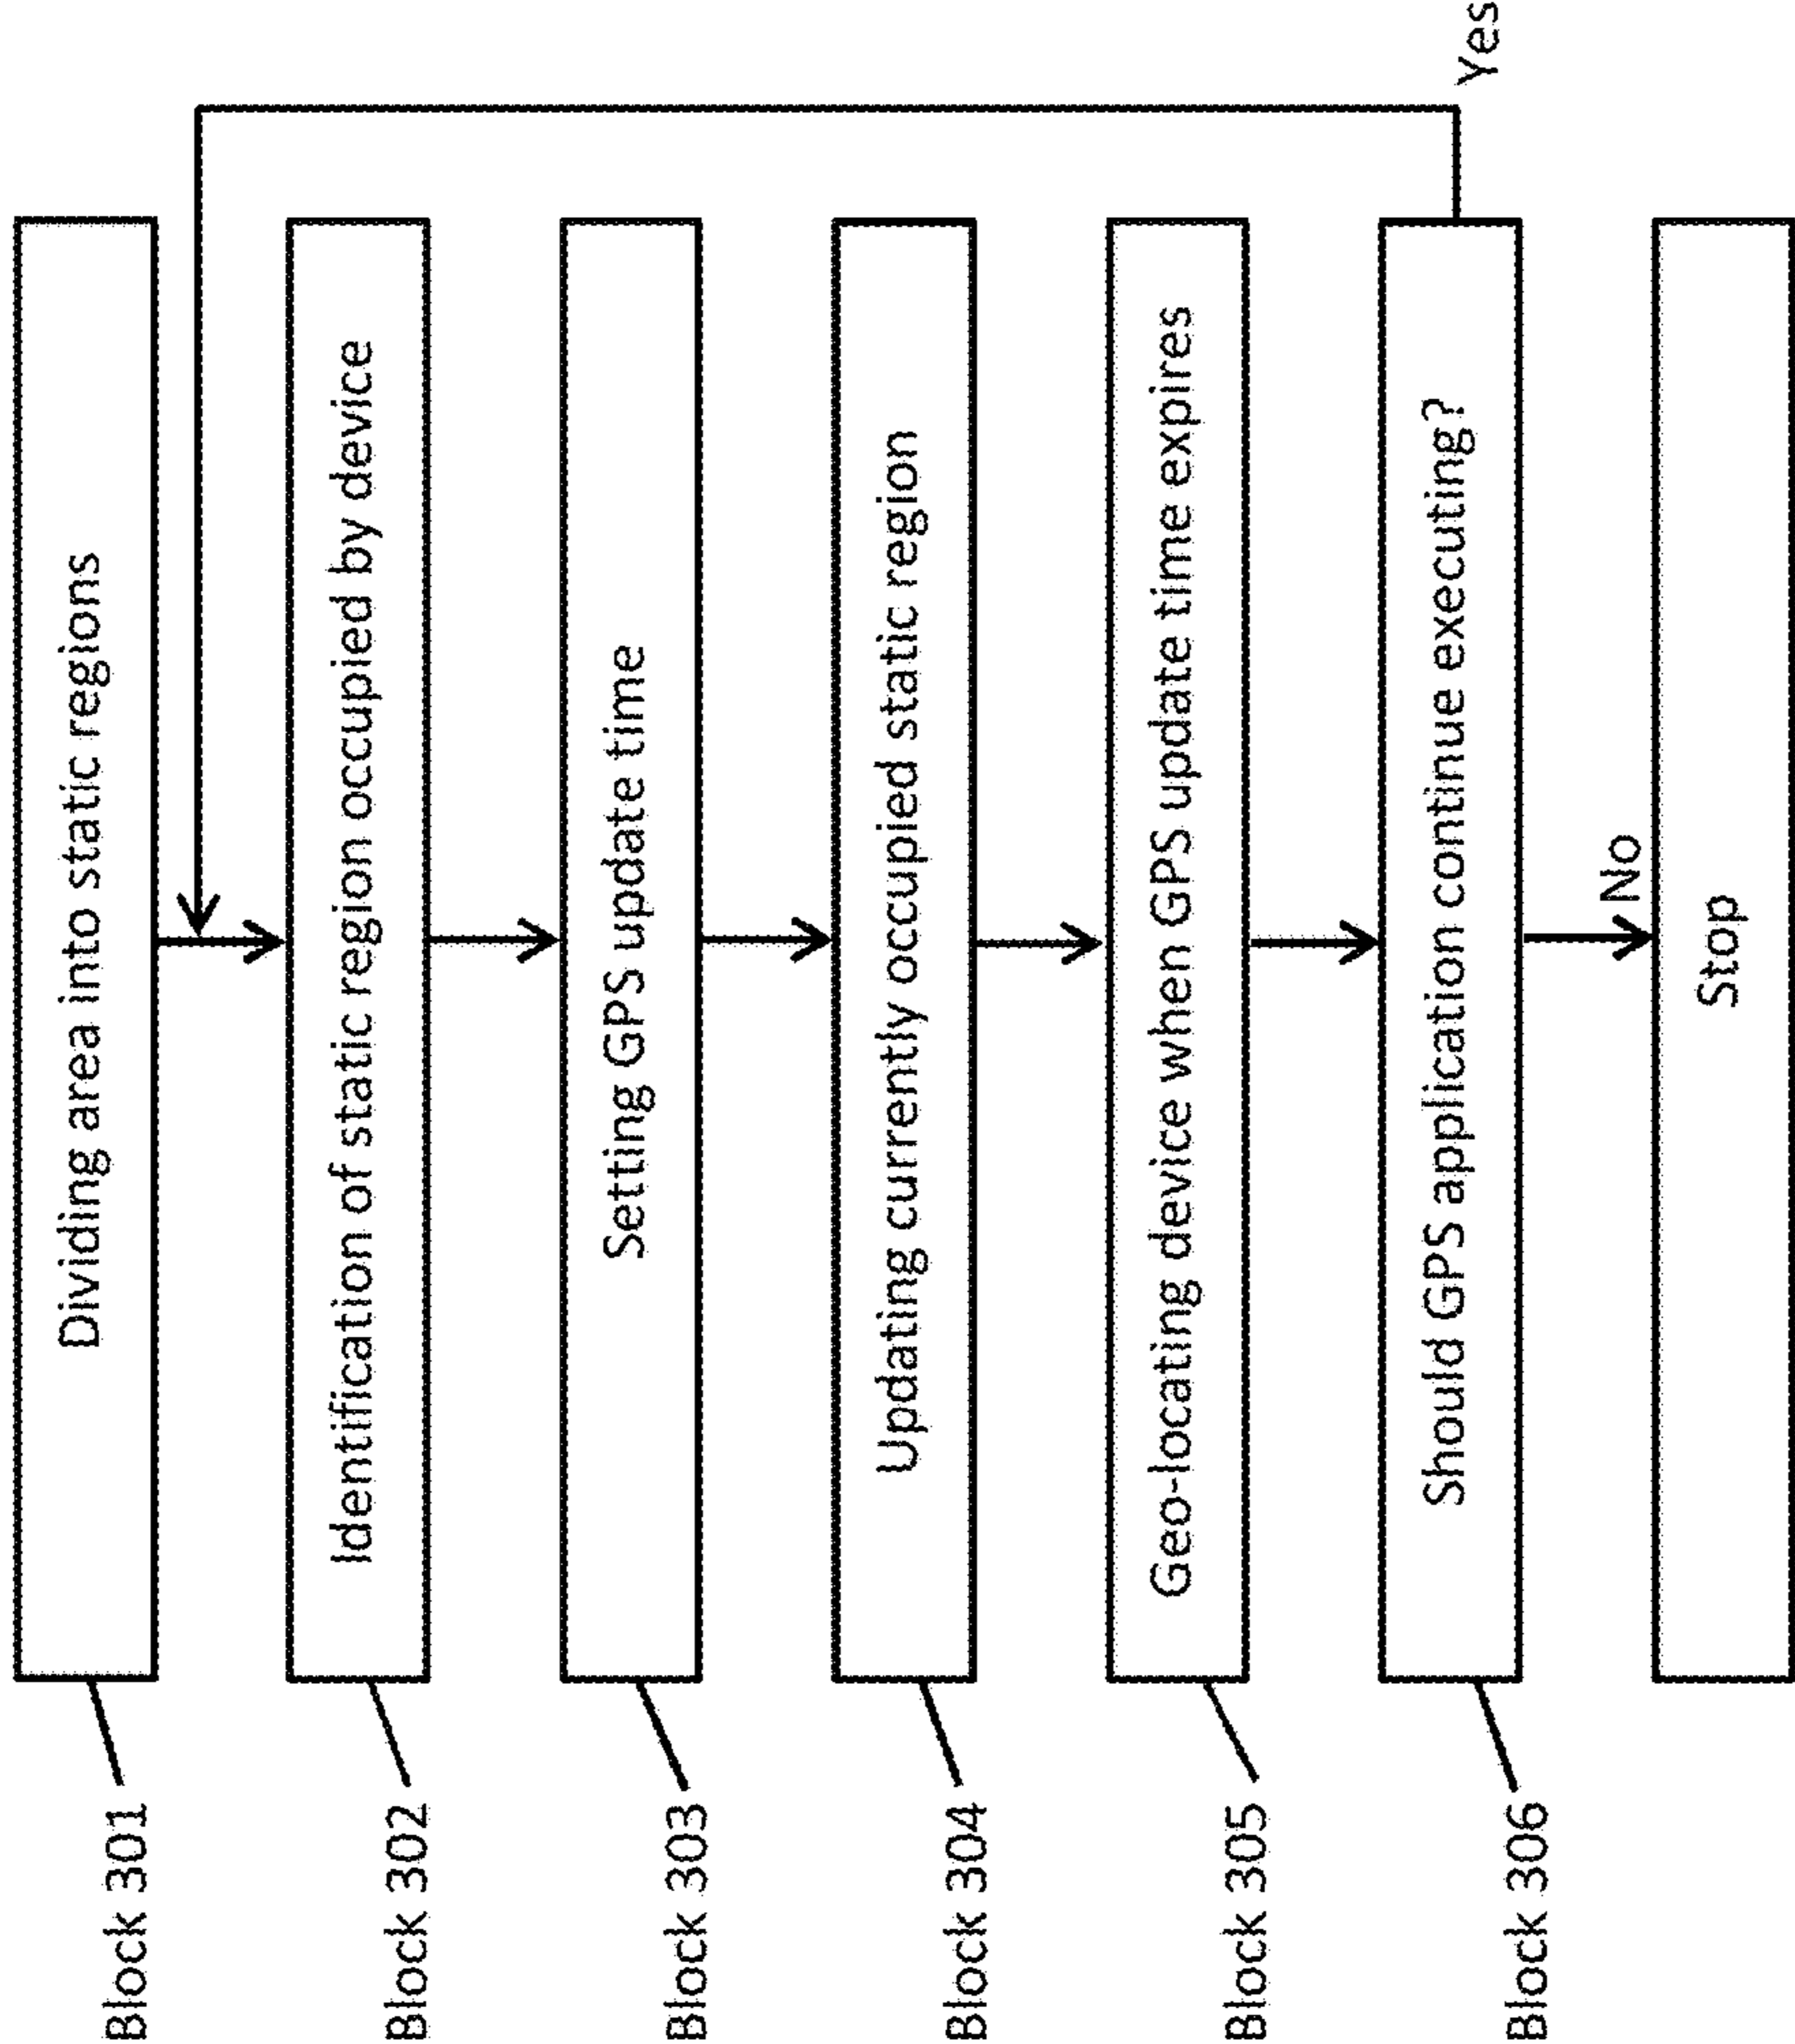 Block 301
Dividing area into static regions
Block 302
Identification of static region occupied by device
Block 303
Setting GPS update time
Block 304
Updating currently occupied static region
Block 305
Geo-locating device when GPS update time expires
Block 306
Should GPS application continue executing?
Yes
No
Stop